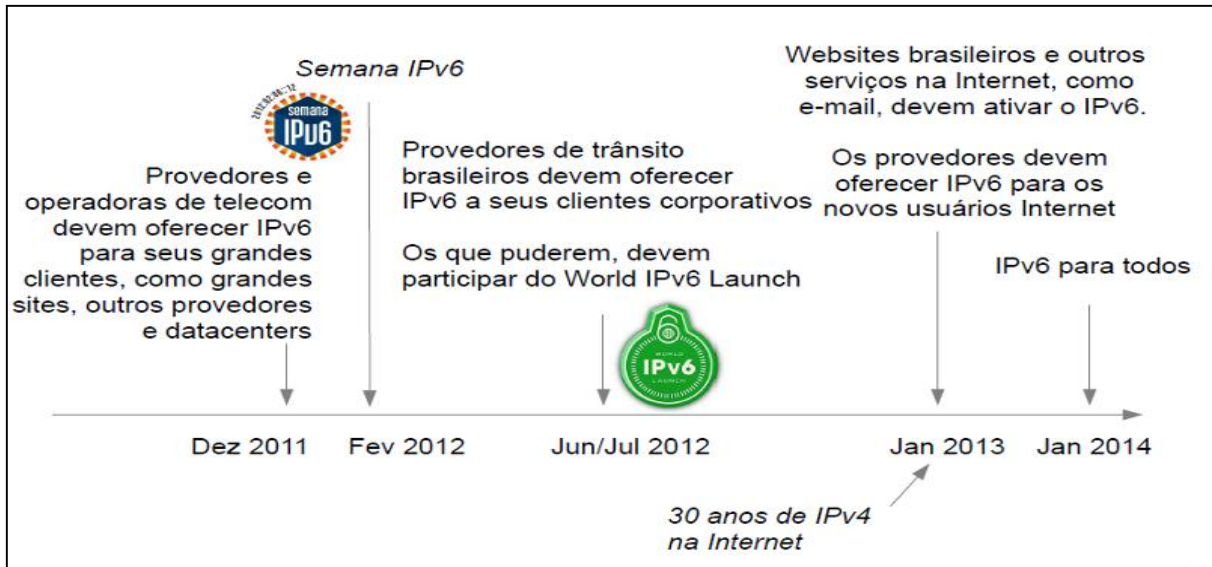 Semana IPv6
2012.02.06::12
semana
IPv6
Provedores e
operadoras de telecom
devem oferecer IPv6
para seus grandes
clientes, como grandes
sites, outros provedores
e datacenters
Provedores de trânsito
brasileiros devem oferecer
IPv6 a seus clientes corporativos
Os que puderem, devem
participar do World IPv6 Launch
WORLD
IPv6
LAUNCH
Websites brasileiros e outros
serviços na Internet, como
e-mail, devem ativar o IPv6.
Os provedores devem
oferecer IPv6 para os
novos usuários Internet
IPv6 para todos
Dez 2011
Fev 2012
Jun/Jul 2012
Jan 2013
Jan 2014
30 anos de IPv4
na Internet